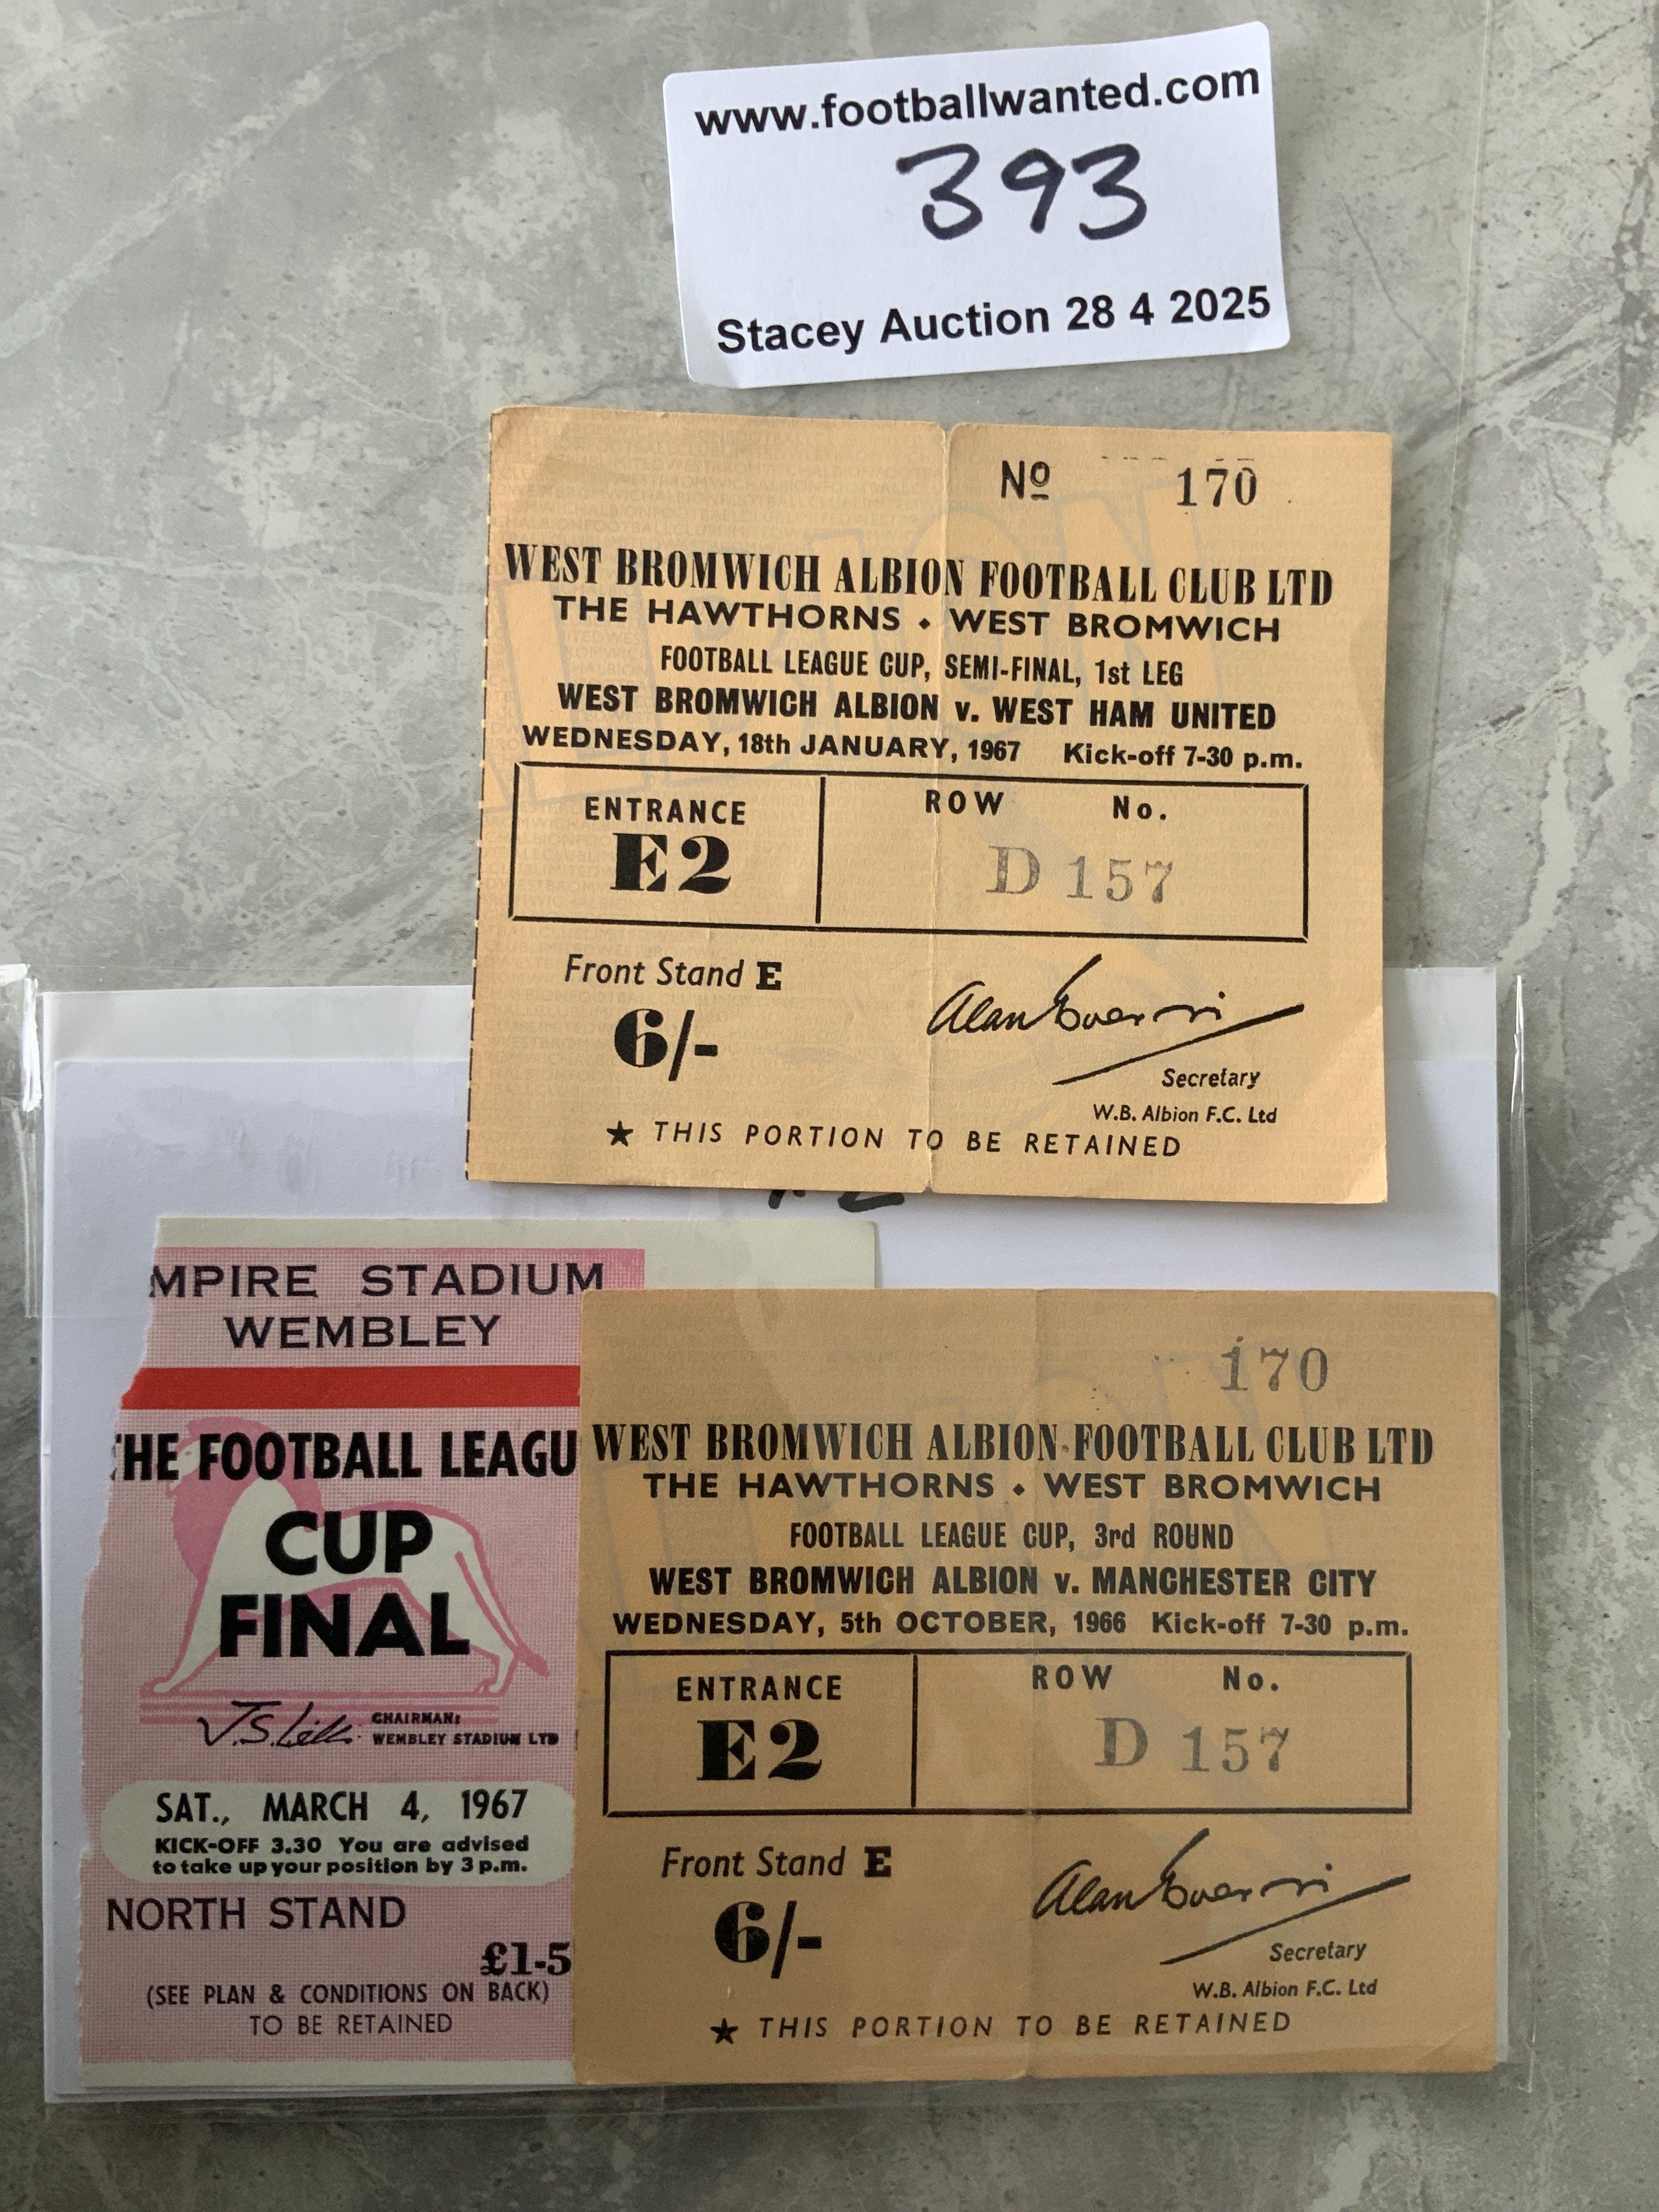 www.footballwanted.com
393
Stacey Auction 28 4 2025
Nº 170
WEST BROMWICH ALBION FOOTBALL CLUB LTD
THE HAWTHORNS ⬩ WEST BROMWICH
FOOTBALL LEAGUE CUP, SEMI-FINAL, 1st LEG
WEST BROMWICH ALBION v. WEST HAM UNITED
WEDNESDAY, 18th JANUARY, 1967 Kick-off 7-30 p.m.
ENTRANCE ROW No.
E2 D 157
Front Stand E
6/-
Secretary
W.B. Albion F.C. Ltd
★ THIS PORTION TO BE RETAINED
MPIRE STADIUM
WEMBLEY
THE FOOTBALL LEAGU
CUP
FINAL
CHAIRMAN:
WEMBLEY STADIUM LTD
SAT., MARCH 4, 1967
KICK-OFF 3.30 You are advised
to take up your position by 3 p.m.
NORTH STAND
£1-5
(SEE PLAN & CONDITIONS ON BACK)
TO BE RETAINED
170
WEST BROMWICH ALBION FOOTBALL CLUB LTD
THE HAWTHORNS ⬩ WEST BROMWICH
FOOTBALL LEAGUE CUP, 3rd ROUND
WEST BROMWICH ALBION v. MANCHESTER CITY
WEDNESDAY, 5th OCTOBER, 1966 Kick-off 7-30 p.m.
ENTRANCE ROW No.
E2 D 157
Front Stand E
6/-
Secretary
W.B. Albion F.C. Ltd
★ THIS PORTION TO BE RETAINED